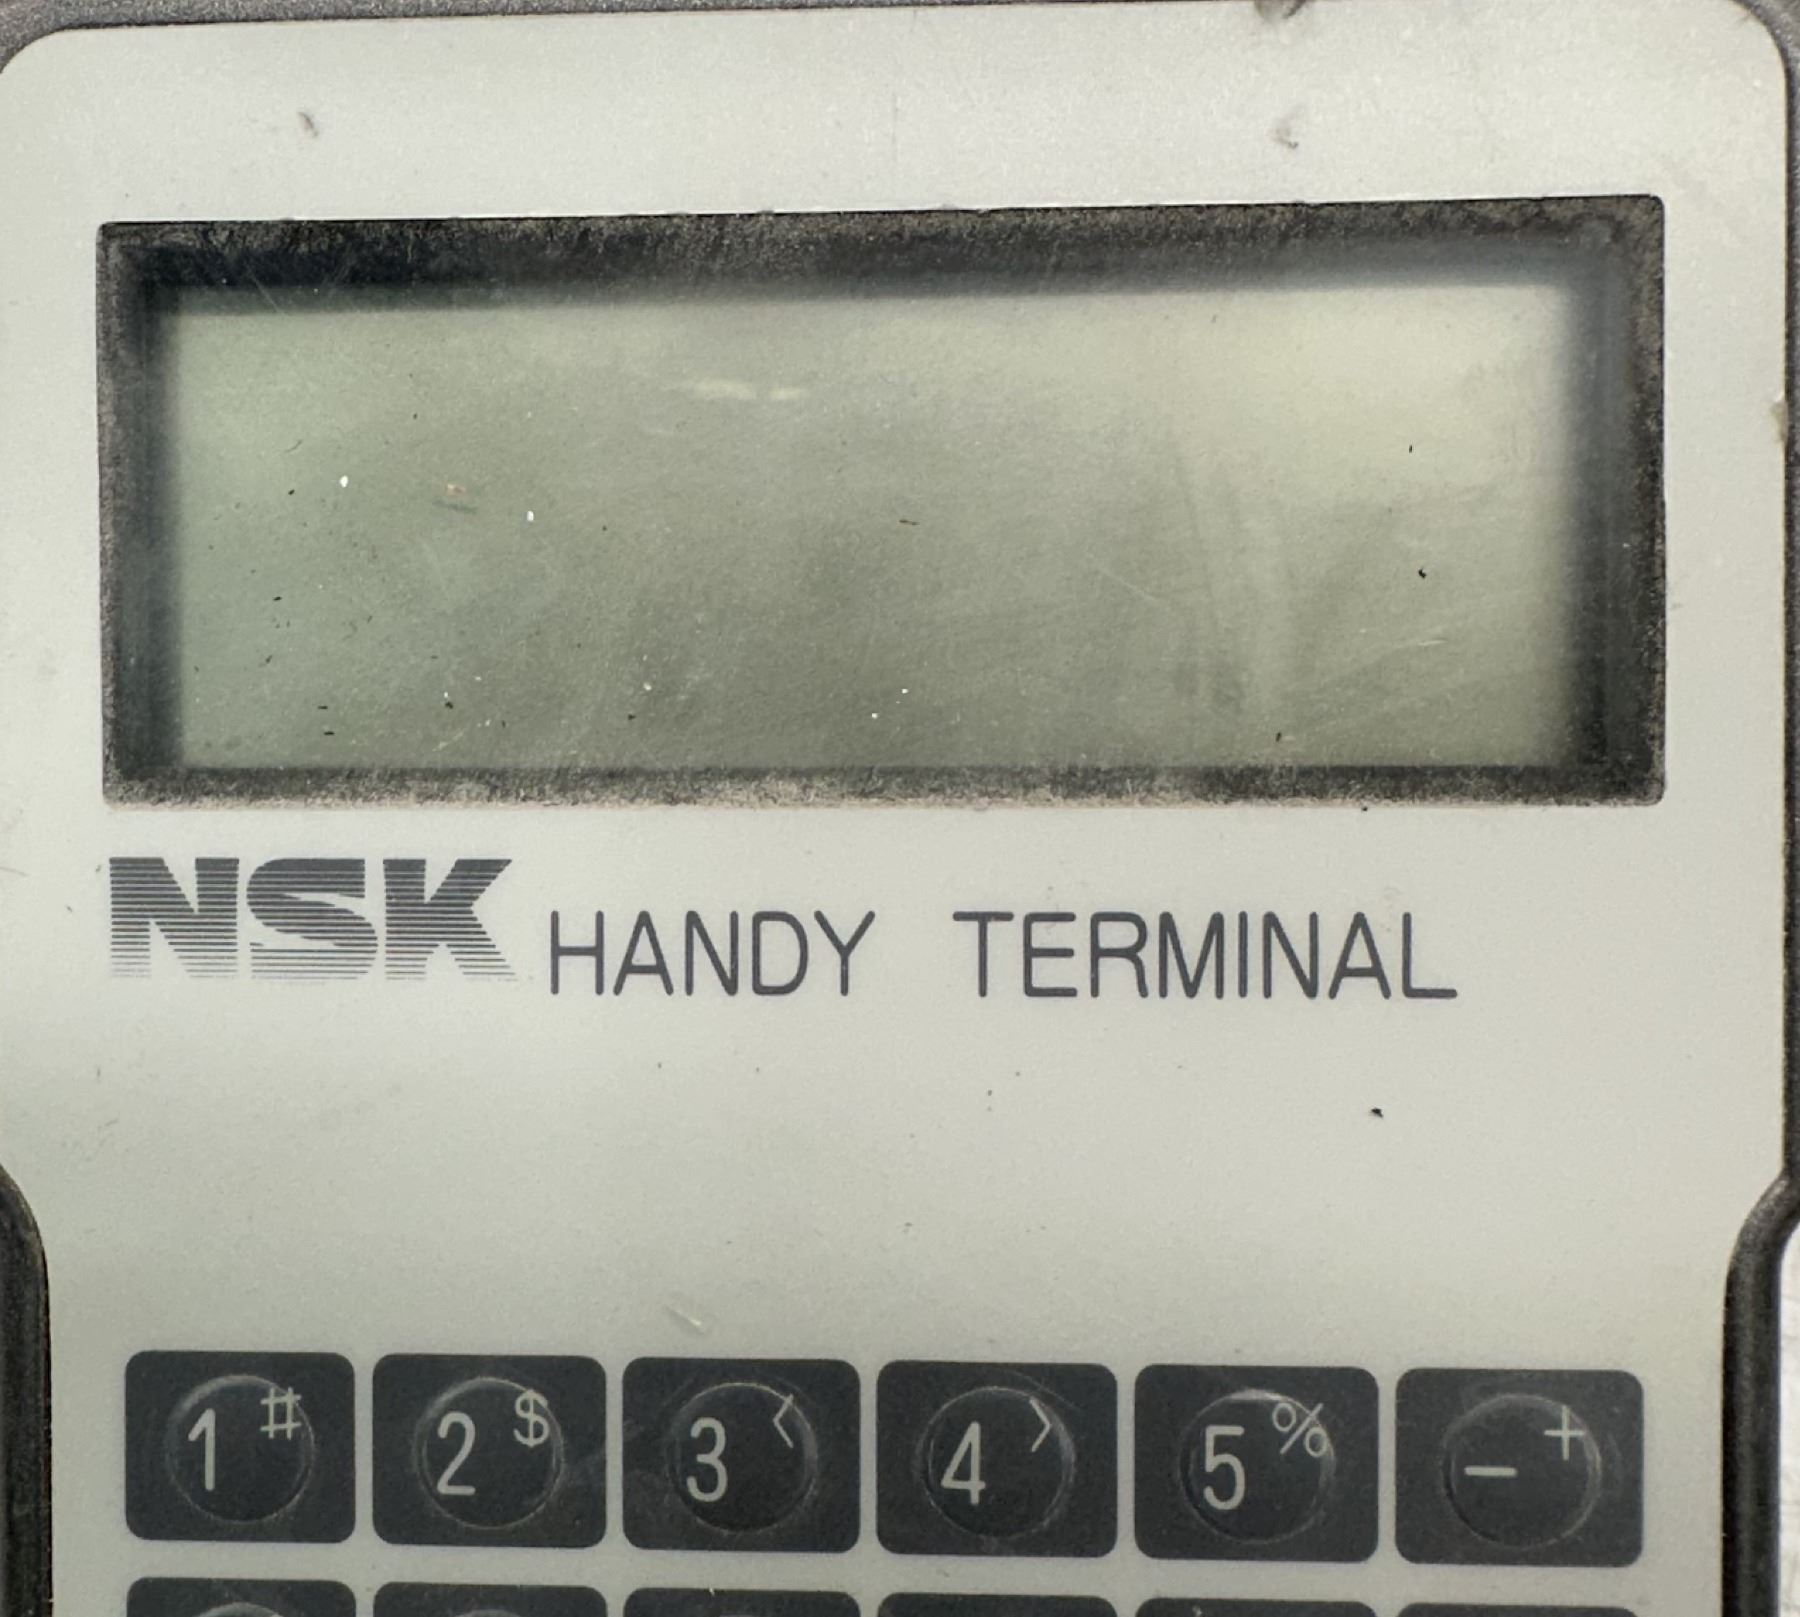 NSK HANDY TERMINAL
1 # 2 $ 3 < 4 > 5 % - +